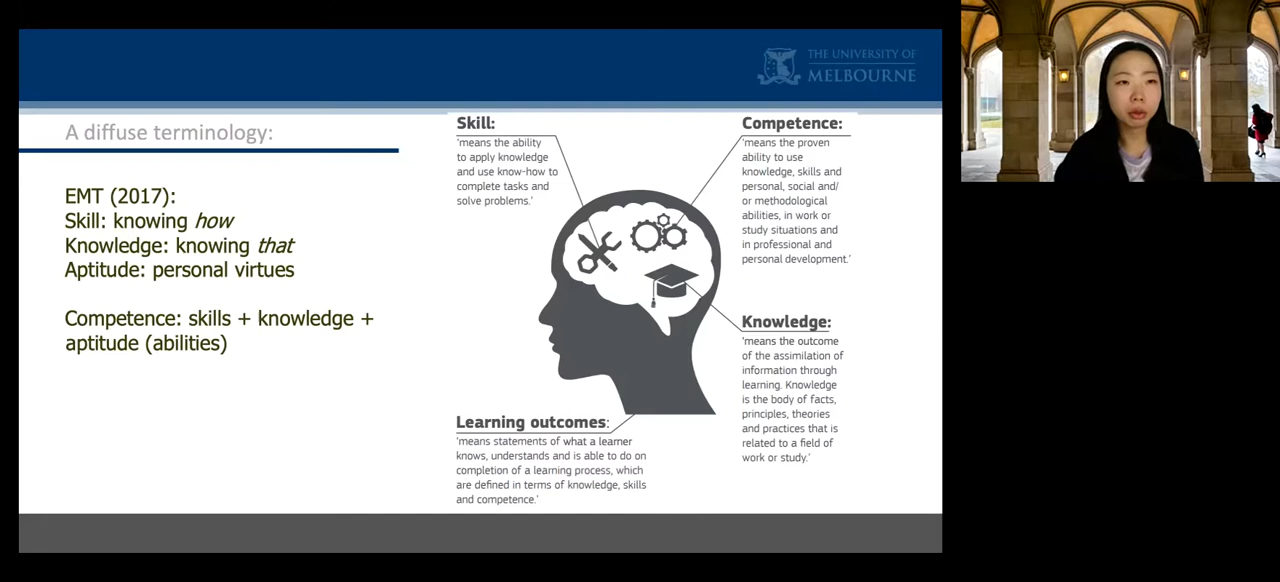 THE UNIVERSITY OF
MELBOURNE
A diffuse terminology:
EMT (2017):
Skill: knowing how
Knowledge: knowing that
Aptitude: personal virtues
Competence: skills + knowledge +
aptitude (abilities)
Skill:
'means the ability
to apply knowledge
and use know-how to
complete tasks and
solve problems.'
Competence:
'means the proven
ability to use
knowledge, skills and
personal, social and/
or methodological
abilities, in work or
study situations and
in professional and
personal development.'
Knowledge:
'means the outcome
of the assimilation of
information through
learning. Knowledge
is the body of facts,
principles, theories
and practices that is
related to a field of
work or study.'
Learning outcomes:
'means statements of what a learner
knows, understands and is able to do on
completion of a learning process, which
are defined in terms of knowledge, skills
and competence.'